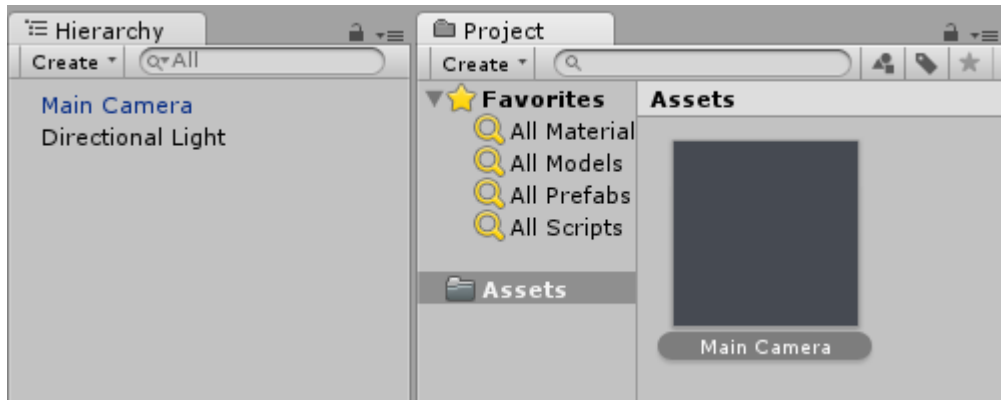 Hierarchy
Create
All
Main Camera
Directional Light
Project
Create
Favorites
All Material
All Models
All Prefabs
All Scripts
Assets
Assets
Main Camera